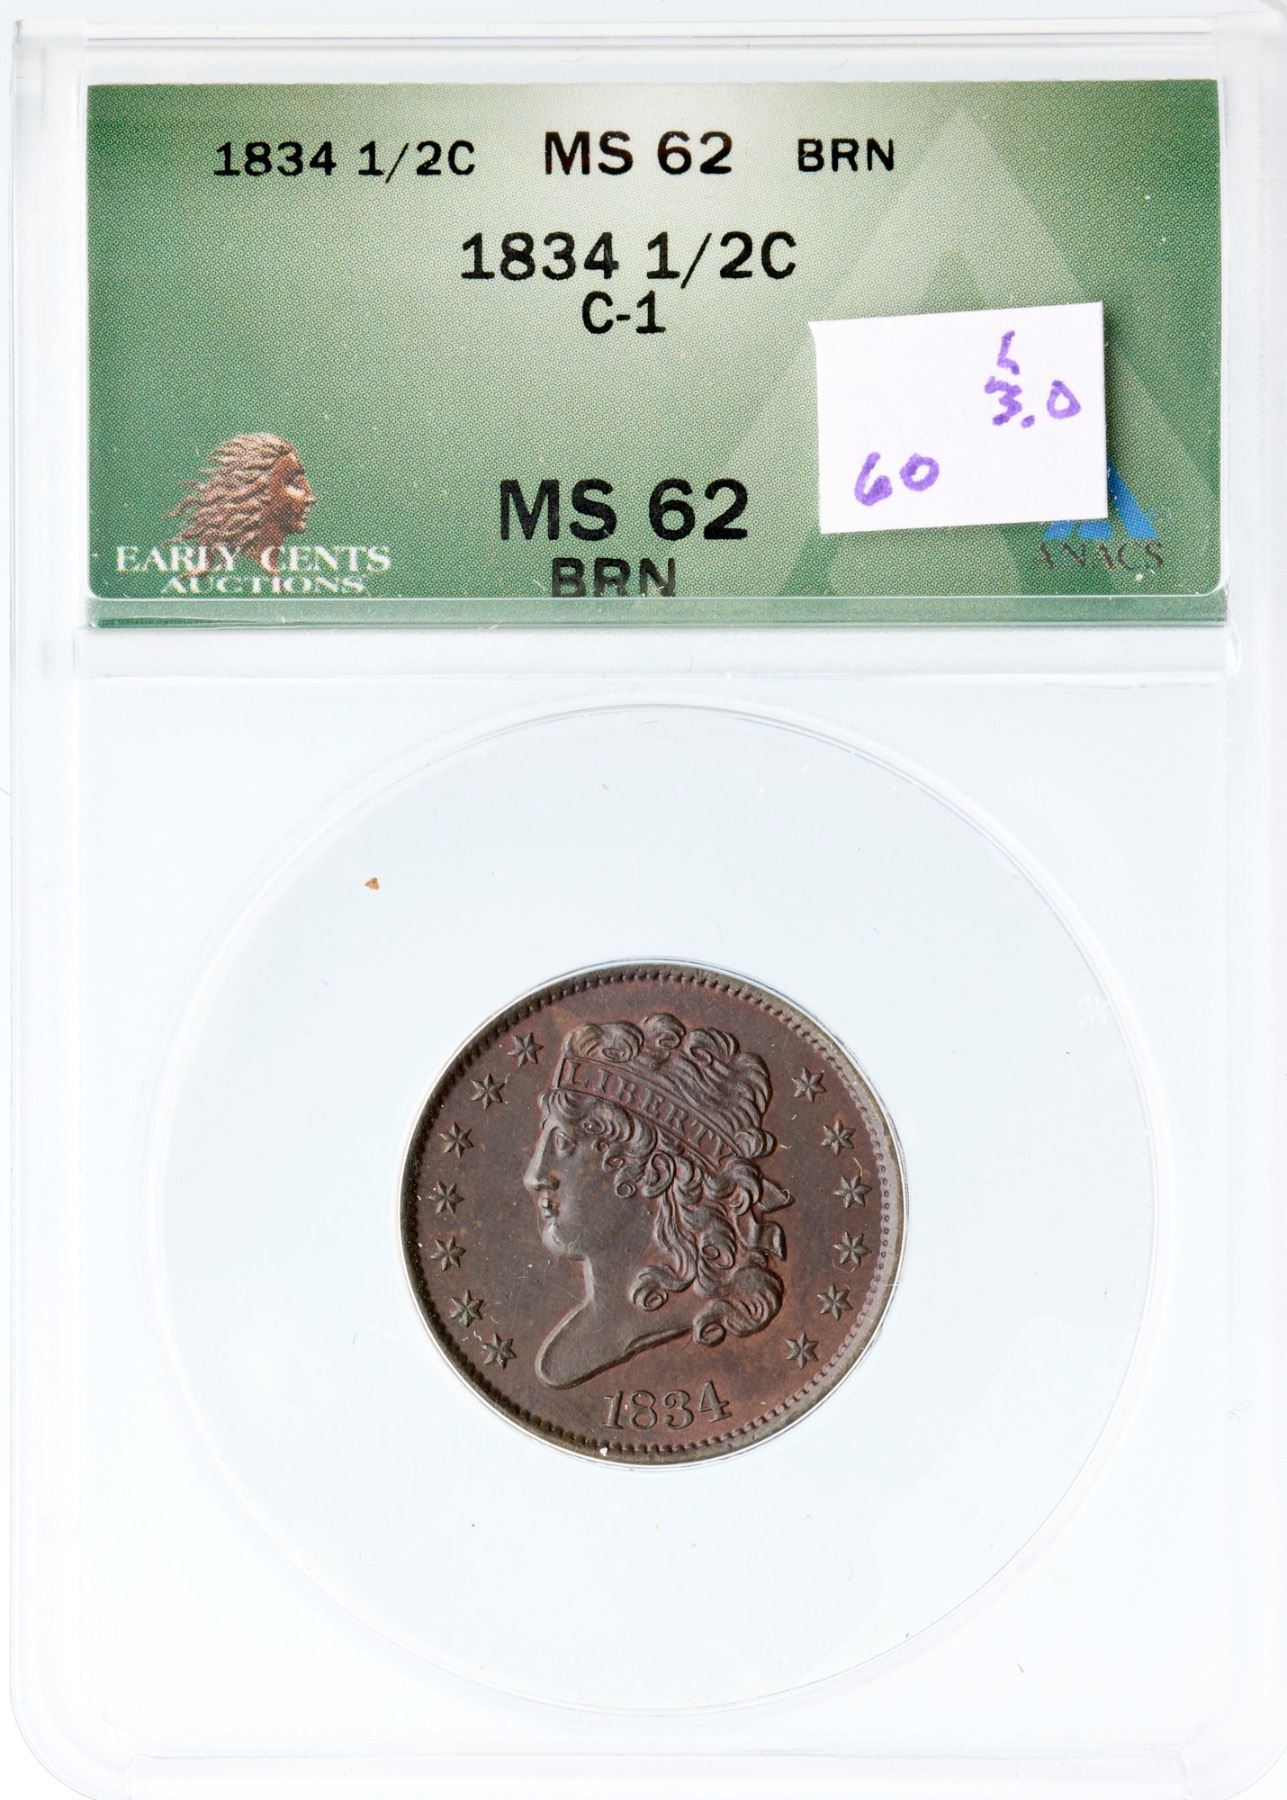 1834 1/2C MS 62 BRN
1834 1/2C
C-1
3.0
60
MS 62
BRN
EARLY CENTS
AUCTIONS
ANACS
LIBERTY
1834